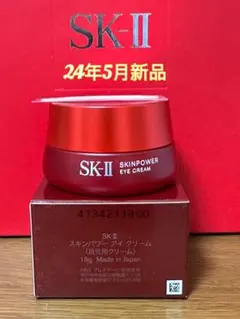 SK-II
24年5月新品
SK-II
SKINPOWER
EYE CREAM
SK-II
スキンパワー アイ クリーム
(目元用クリーム)
15g Made in Japan